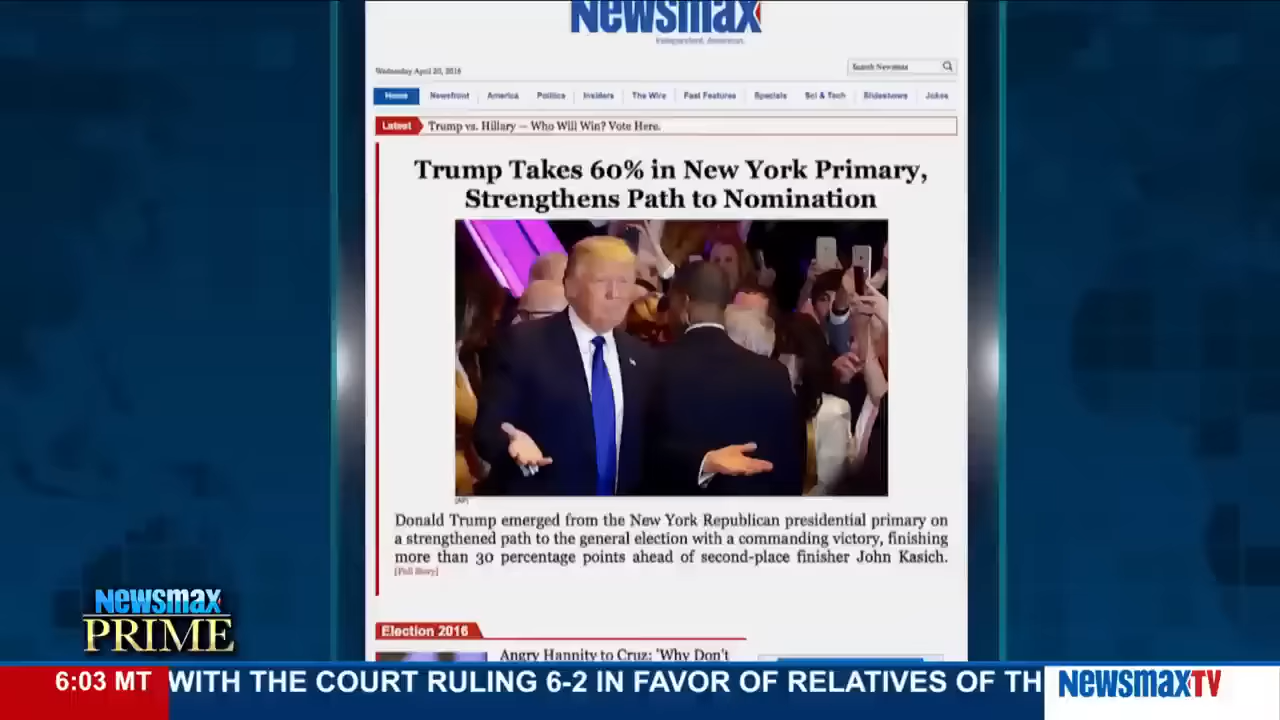 Newsmax
Independent. American.
Wednesday April 20, 2016
Search Newsmax
Home Newsfront America Politics Insiders The Wire Fast Features Specials Sci & Tech Slideshows Jokes
Latest Trump vs. Hillary — Who Will Win? Vote Here.
Trump Takes 60% in New York Primary,
Strengthens Path to Nomination
(AP)
Donald Trump emerged from the New York Republican presidential primary on
a strengthened path to the general election with a commanding victory, finishing
more than 30 percentage points ahead of second-place finisher John Kasich.
[Full Story]
Election 2016
Angry Hannity to Cruz: 'Why Don't
Newsmax
PRIME
6:03 MT WITH THE COURT RULING 6-2 IN FAVOR OF RELATIVES OF TH NEWSMAXTV